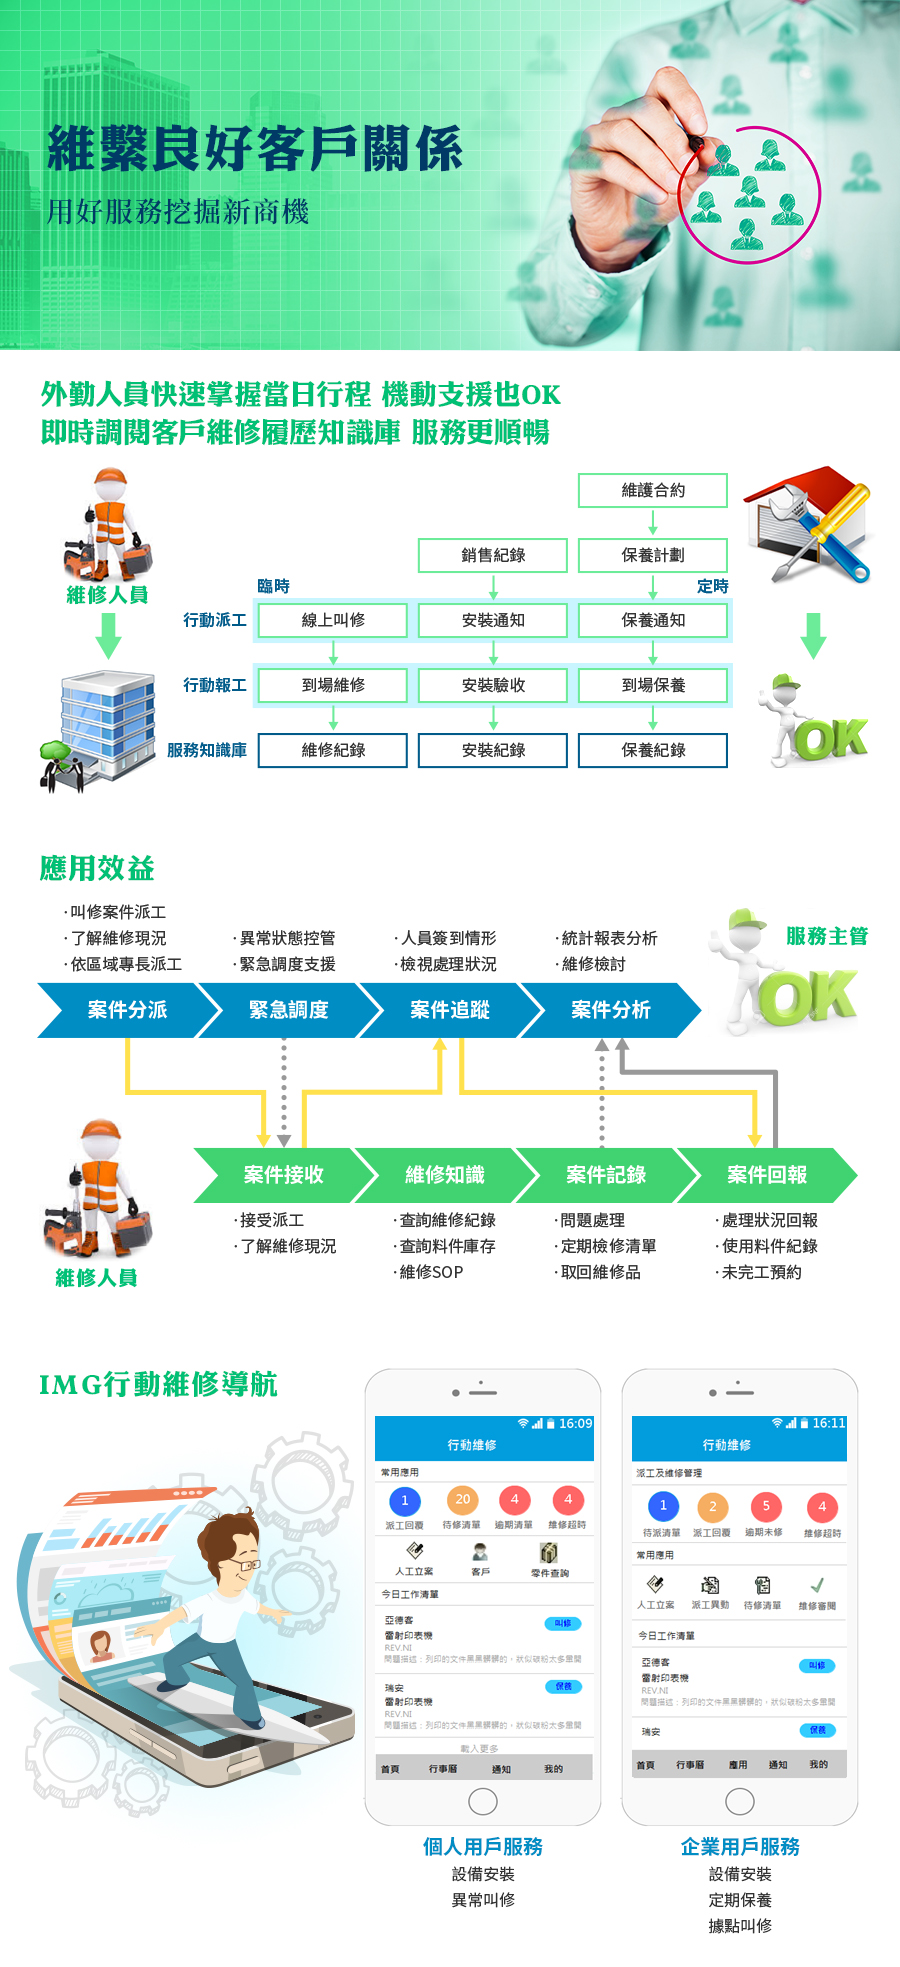 維繫良好客戶關係
用好服務挖掘新商機
外勤人員快速掌握當日行程 機動支援也OK
即時調閱客戶維修履歷知識庫 服務更順暢
維護合約
銷售紀錄
保養計劃
維修人員
臨時
定時
行動派工
線上叫修
安裝通知
保養通知
行動報工
到場維修
安裝驗收
到場保養
OK
服務知識庫
維修紀錄
安裝紀錄
保養紀錄
應用效益
·叫修案件派工
·了解維修現況
·依區域專長派工
·異常狀態控管
·緊急調度支援
·人員簽到情形
·檢視處理狀況
·統計報表分析
·維修檢討
服務主管
OK
案件分派
緊急調度
案件追蹤
案件分析
案件接收
維修知識
案件記錄
案件回報
維修人員
·接受派工
·了解維修現況
·查詢維修紀錄
·查詢料件庫存
·維修SOP
·問題處理
·定期檢修清單
·取回維修品
·處理狀況回報
·使用料件紀錄
·未完工預約
IMG行動維修導航
16:09
行動維修
常用應用
1
20
4
4
派工回覆
待修清單
逾期清單
維修超時
人工立案
客戶
零件查詢
今日工作清單
亞德客
叫修
雷射印表機
REV.NI
問題描述：列印的文件黑黑髒髒的，狀似碳粉太多塞間
瑞安
保養
雷射印表機
REV.NI
問題描述：列印的文件黑黑髒髒的，狀似碳粉太多塞間
載入更多
首頁
行事曆
通知
我的
16:11
行動維修
派工及維修管理
1
2
5
4
待派清單
派工回覆
逾期未修
維修超時
常用應用
人工立案
派工異動
待修清單
維修審閱
今日工作清單
亞德客
叫修
雷射印表機
REV.NI
問題描述：列印的文件黑黑髒髒的，狀似碳粉太多塞間
瑞安
保養
首頁
行事曆
應用
通知
我的
個人用戶服務
設備安裝
異常叫修
企業用戶服務
設備安裝
定期保養
據點叫修